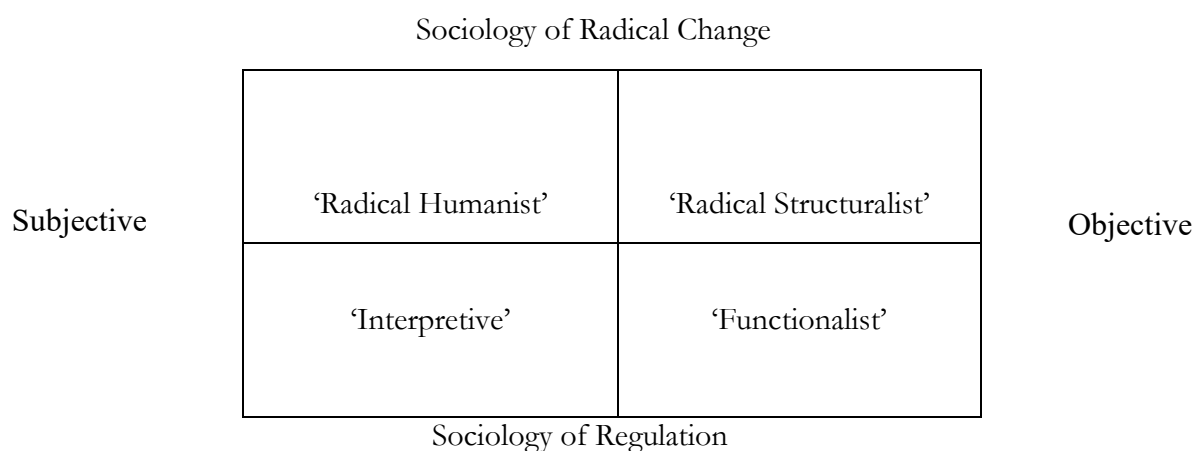 Sociology of Radical Change
‘Radical Humanist’ ‘Radical Structuralist’
Subjective Objective
‘Interpretive’ ‘Functionalist’
Sociology of Regulation